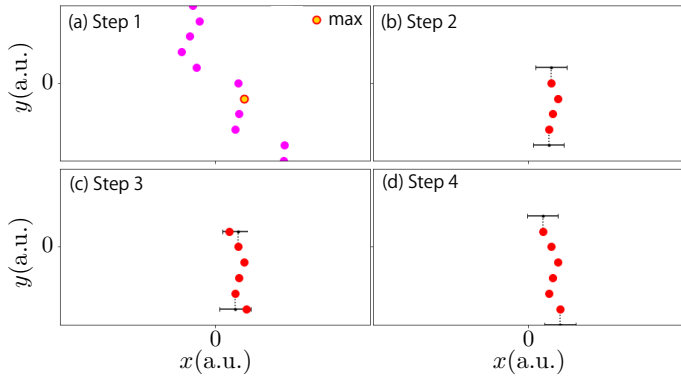 (a) Step 1
max
(b) Step 2
y(a.u.)
0
(c) Step 3
(d) Step 4
y(a.u.)
0
0
0
x(a.u.)
x(a.u.)